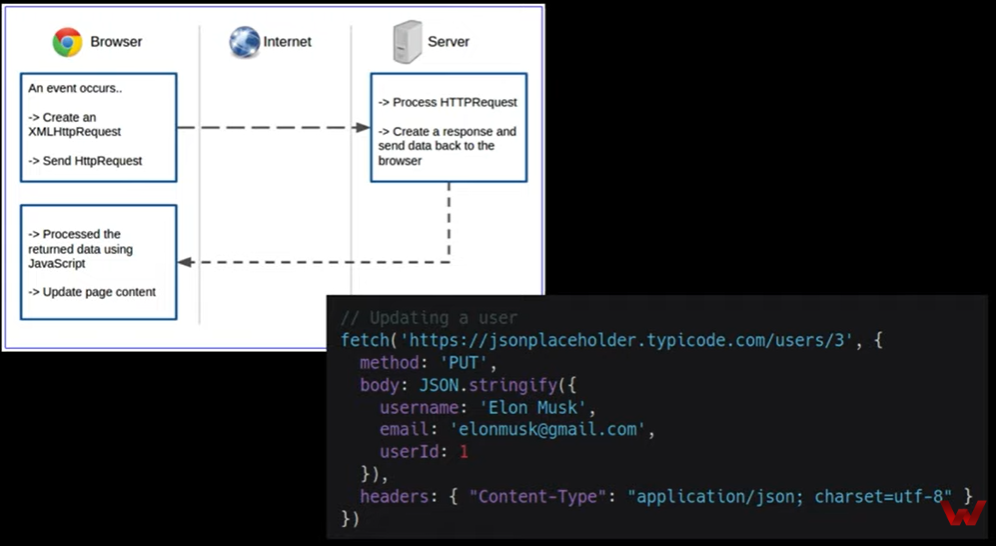 Browser
Internet
Server
An event occurs..
-> Create an
XMLHttpRequest
-> Send HttpRequest
-> Process HTTPRequest
-> Create a response and
send data back to the
browser
-> Processed the
returned data using
JavaScript
-> Update page content
// Updating a user
fetch('https://jsonplaceholder.typicode.com/users/3', {
  method: 'PUT',
  body: JSON.stringify({
    username: 'Elon Musk',
    email: 'elonmusk@gmail.com',
    userId: 1
  }),
  headers: { "Content-Type": "application/json; charset=utf-8" }
})
W